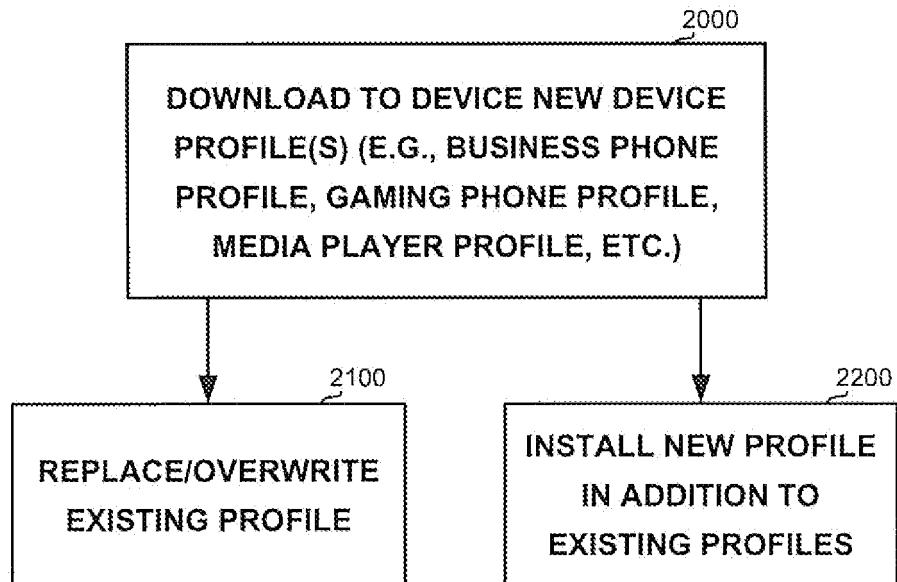 2000
DOWNLOAD TO DEVICE NEW DEVICE
PROFILE(S) (E.G., BUSINESS PHONE
PROFILE, GAMING PHONE PROFILE,
MEDIA PLAYER PROFILE, ETC.)
2100
REPLACE/OVERWRITE
EXISTING PROFILE
2200
INSTALL NEW PROFILE
IN ADDITION TO
EXISTING PROFILES